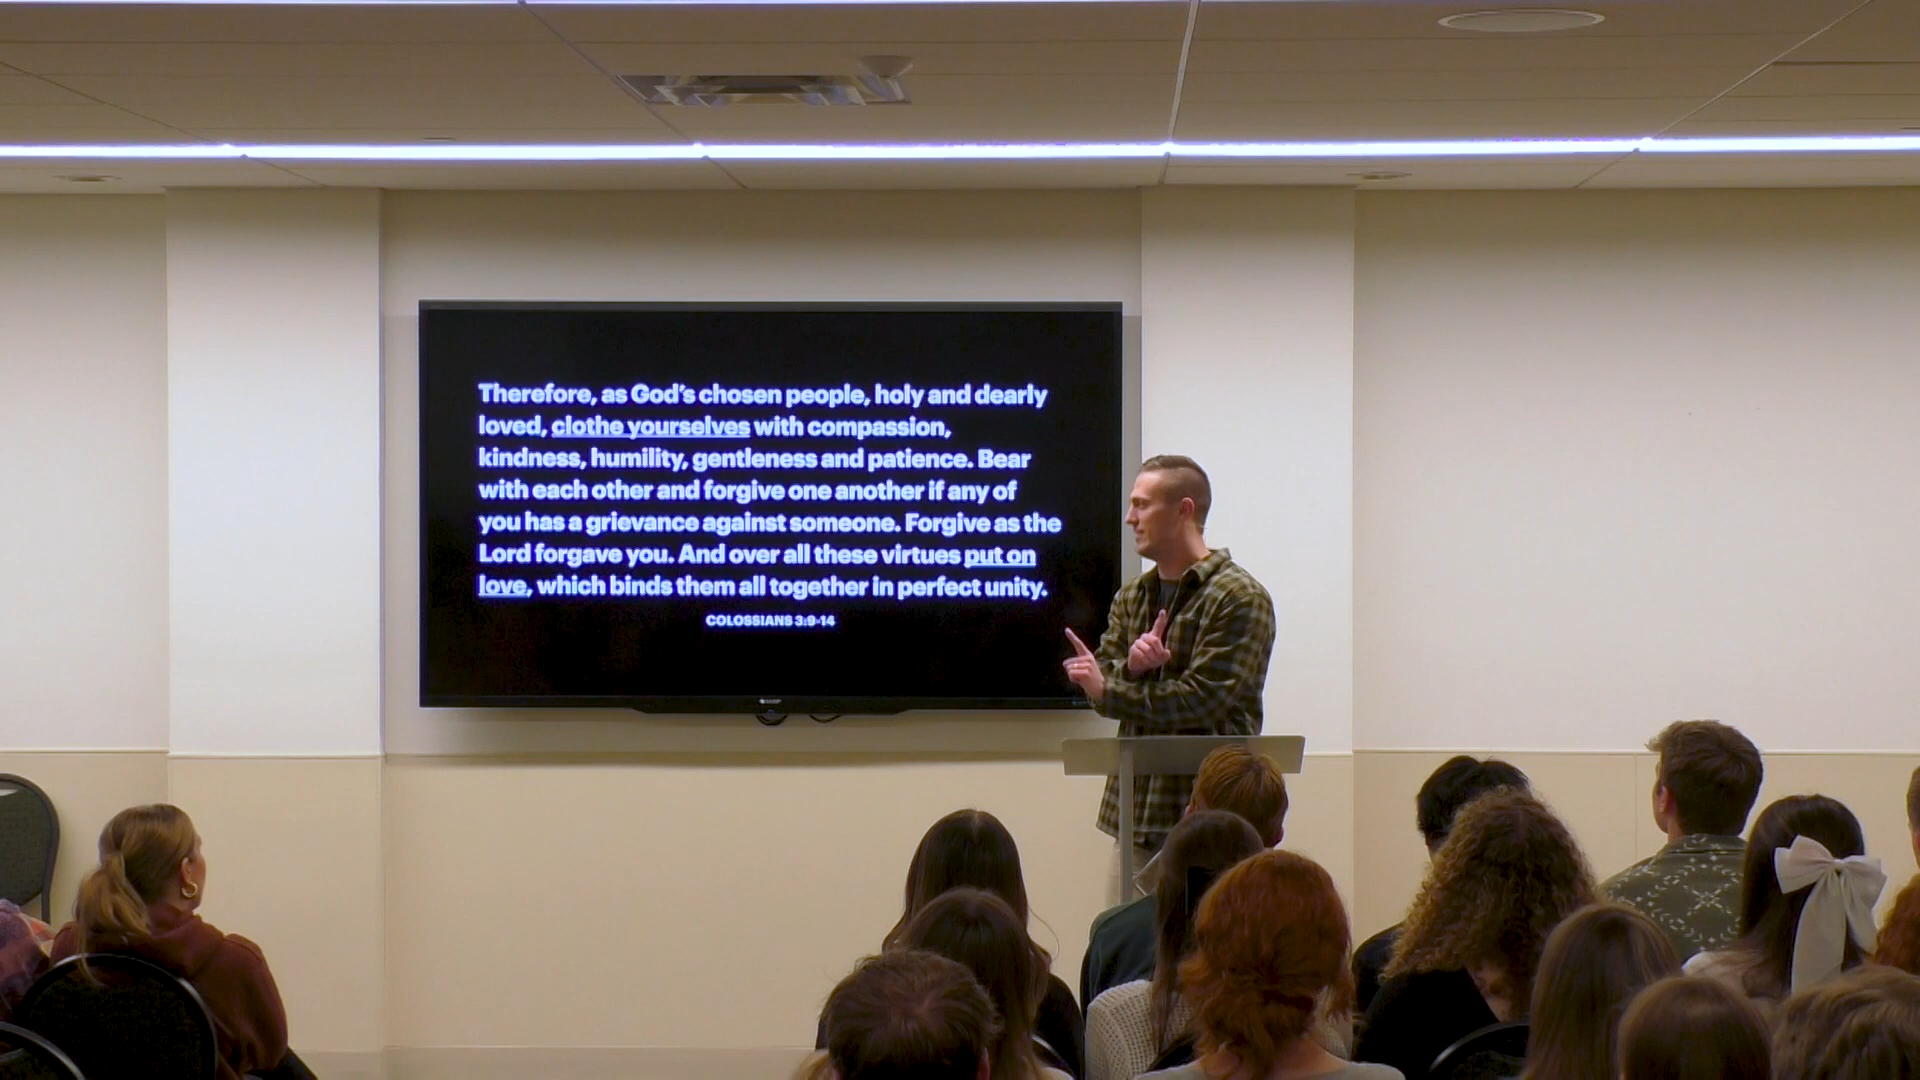 Therefore, as God's chosen people, holy and dearly
loved, clothe yourselves with compassion,
kindness, humility, gentleness and patience. Bear
with each other and forgive one another if any of
you has a grievance against someone. Forgive as the
Lord forgave you. And over all these virtues put on
love, which binds them all together in perfect unity.
COLOSSIANS 3:9-14